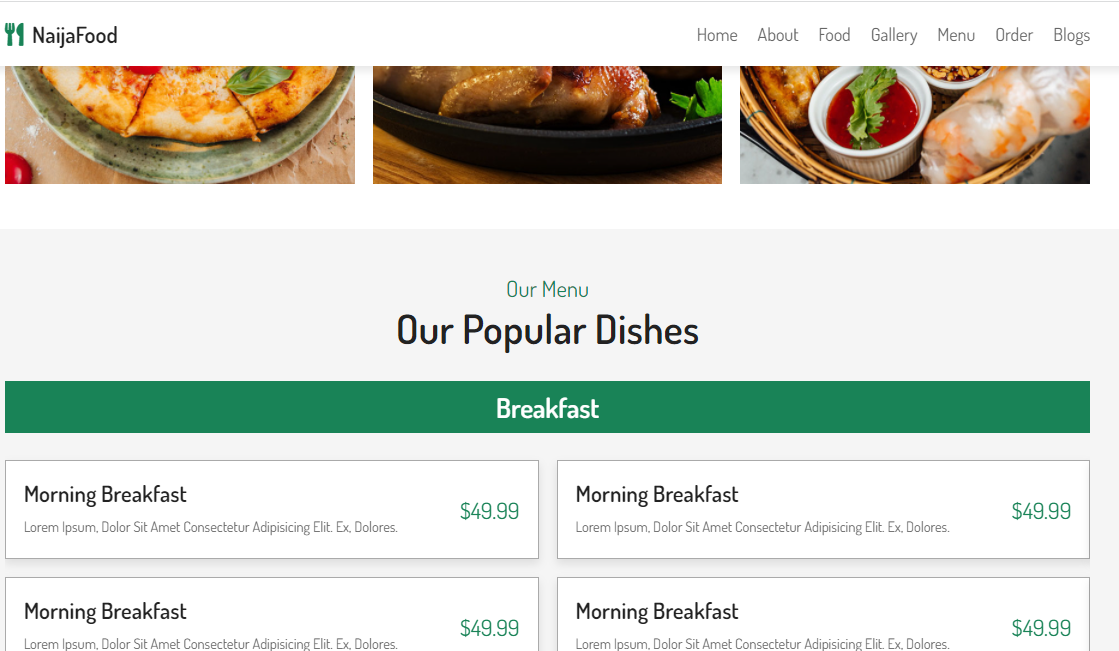 NaijaFood
Home About Food Gallery Menu Order Blogs
Our Menu
Our Popular Dishes
Breakfast
Morning Breakfast
Lorem Ipsum, Dolor Sit Amet Consectetur Adipisicing Elit. Ex, Dolores.
$49.99
Morning Breakfast
Lorem Ipsum, Dolor Sit Amet Consectetur Adipisicing Elit. Ex, Dolores.
$49.99
Morning Breakfast
Lorem Ipsum, Dolor Sit Amet Consectetur Adipisicing Elit. Ex, Dolores.
$49.99
Morning Breakfast
Lorem Ipsum, Dolor Sit Amet Consectetur Adipisicing Elit. Ex, Dolores.
$49.99